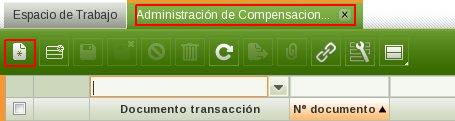 Espacio de Trabajo
Administración de Compensacion...
Documento transacción
Nº documento